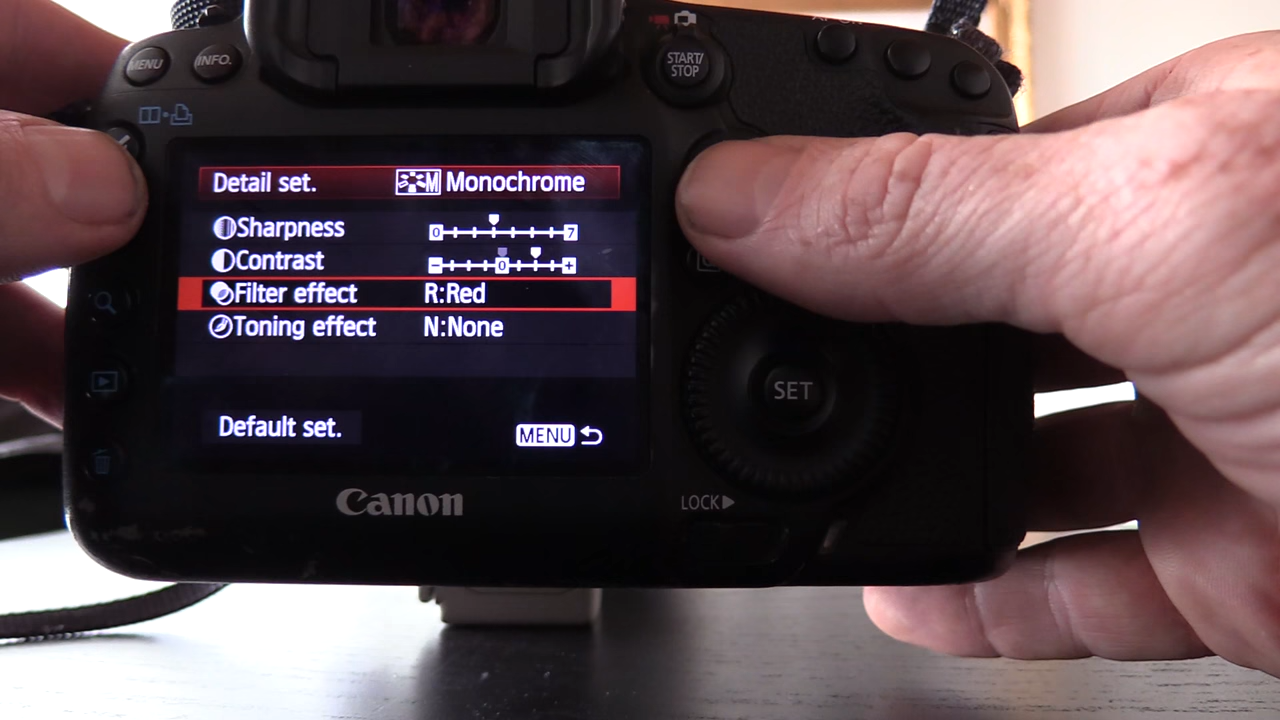 MENU
INFO.
START/
STOP
Detail set. M Monochrome
Sharpness 0 7
Contrast − 0 +
Filter effect R:Red
Toning effect N:None
Default set.
MENU
SET
Canon
LOCK